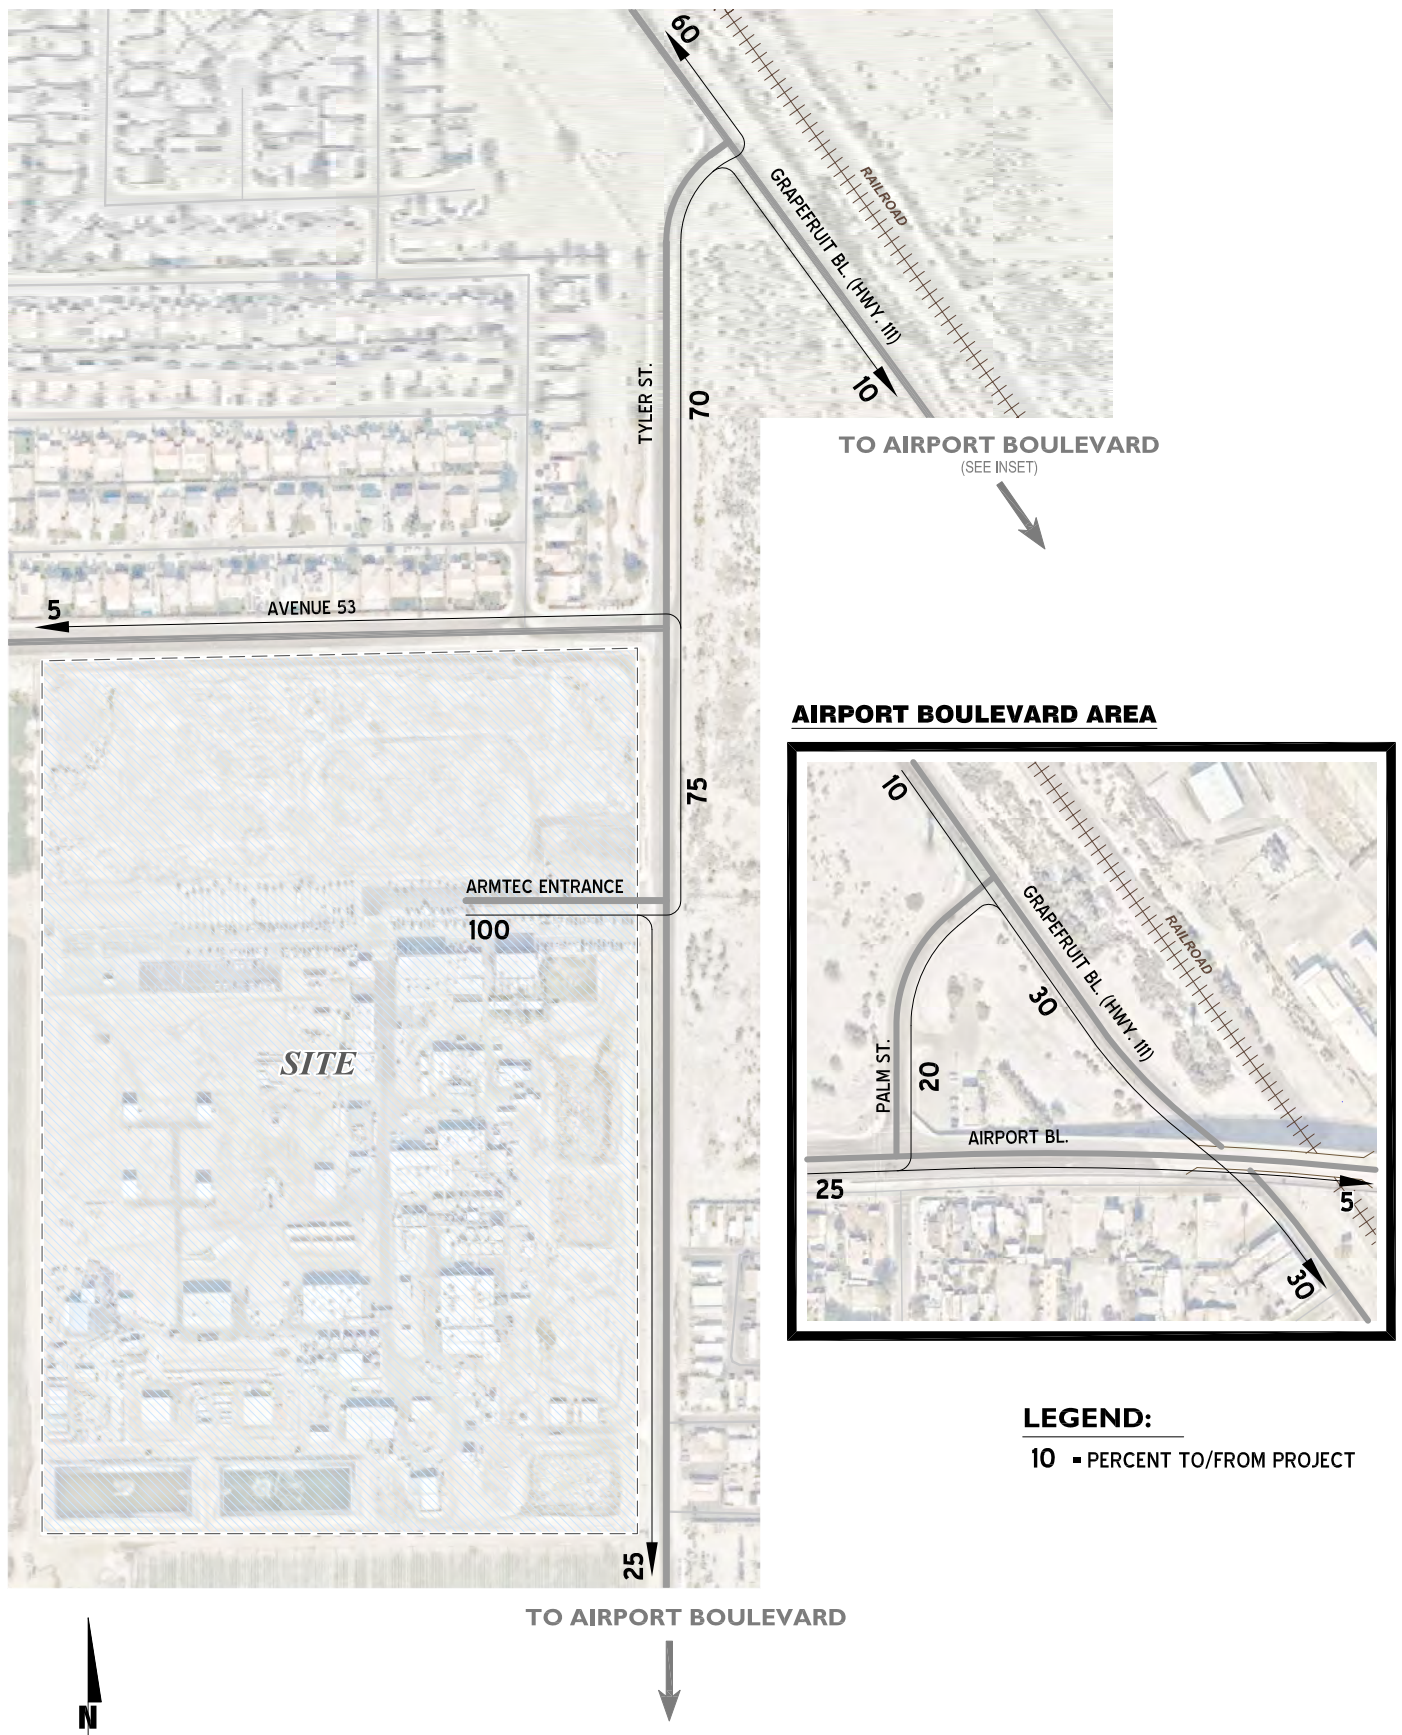 60
RAILROAD
GRAPEFRUIT BL. (HWY. 111)
TYLER ST.
70
10
TO AIRPORT BOULEVARD
(SEE INSET)
5
AVENUE 53
75
ARMTEC ENTRANCE
100
SITE
25
TO AIRPORT BOULEVARD
N
AIRPORT BOULEVARD AREA
10
GRAPEFRUIT BL. (HWY. 111)
RAILROAD
30
PALM ST.
20
AIRPORT BL.
25
5
30
LEGEND:
10 = PERCENT TO/FROM PROJECT